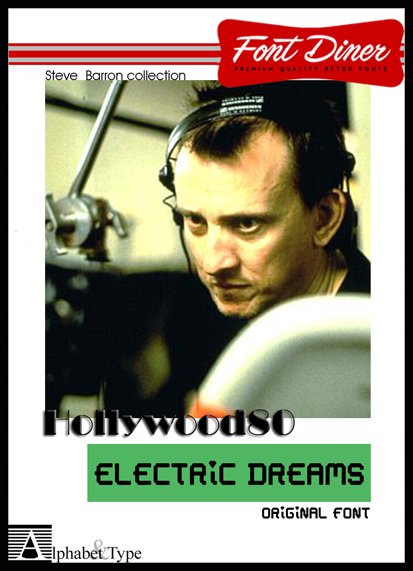 Font Diner
PREMIUM QUALITY RETRO FONTS
Steve Barron collection
Hollywood80
ELECTRiC DREAMS
ORiGiNAL FONT
Alphabet & Type